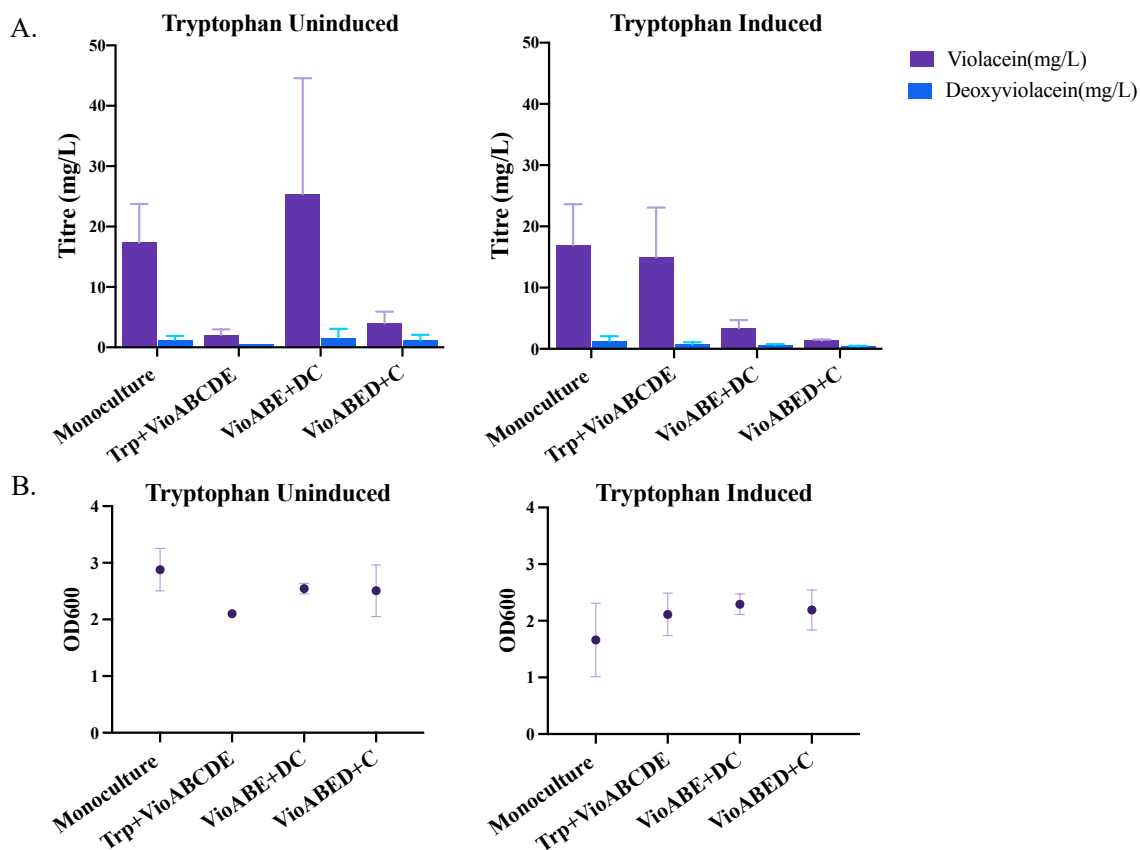 A.
Tryptophan Uninduced
Titre (mg/L)
50
40
30
20
10
0
Monoculture
Trp+VioABCDE
VioABE+DC
VioABED+C
Tryptophan Induced
Titre (mg/L)
50
40
30
20
10
0
Monoculture
Trp+VioABCDE
VioABE+DC
VioABED+C
Violacein(mg/L)
Deoxyviolacein(mg/L)
B.
Tryptophan Uninduced
OD600
4
3
2
1
0
Monoculture
Trp+VioABCDE
VioABE+DC
VioABED+C
Tryptophan Induced
OD600
4
3
2
1
0
Monoculture
Trp+VioABCDE
VioABE+DC
VioABED+C